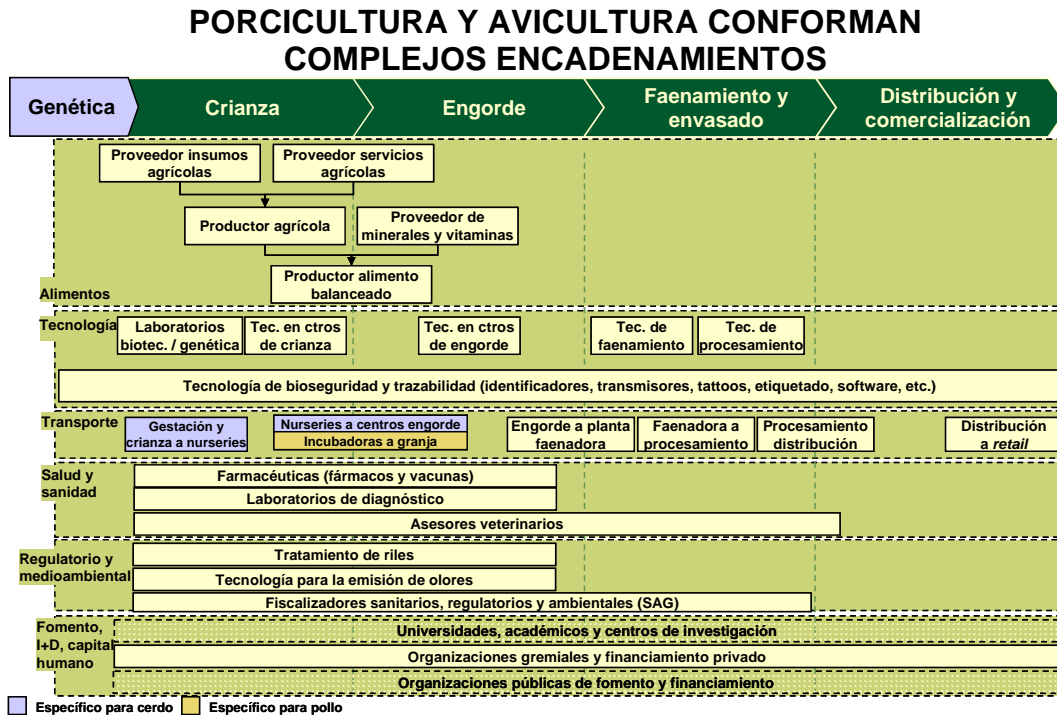 PORCICULTURA Y AVICULTURA CONFORMAN
COMPLEJOS ENCADENAMIENTOS
Genética
Crianza
Engorde
Faenamiento y
envasado
Distribución y
comercialización
Proveedor insumos
agrícolas
Proveedor servicios
agrícolas
Productor agrícola
Proveedor de
minerales y vitaminas
Productor alimento
balanceado
Alimentos
Tecnología
Laboratorios
biotec. / genética
Tec. en ctros
de crianza
Tec. en ctros
de engorde
Tec. de
faenamiento
Tec. de
procesamiento
Tecnología de bioseguridad y trazabilidad (identificadores, transmisores, tattoos, etiquetado, software, etc.)
Transporte
Gestación y
crianza a nurseries
Nurseries a centros engorde
Incubadoras a granja
Engorde a planta
faenadora
Faenadora a
procesamiento
Procesamiento
distribución
Distribución
a retail
Salud y
sanidad
Farmacéuticas (fármacos y vacunas)
Laboratorios de diagnóstico
Asesores veterinarios
Regulatorio y
medioambiental
Tratamiento de riles
Tecnología para la emisión de olores
Fiscalizadores sanitarios, regulatorios y ambientales (SAG)
Fomento,
I+D, capital
humano
Universidades, académicos y centros de investigación
Organizaciones gremiales y financiamiento privado
Organizaciones públicas de fomento y financiamiento
Específico para cerdo
Específico para pollo